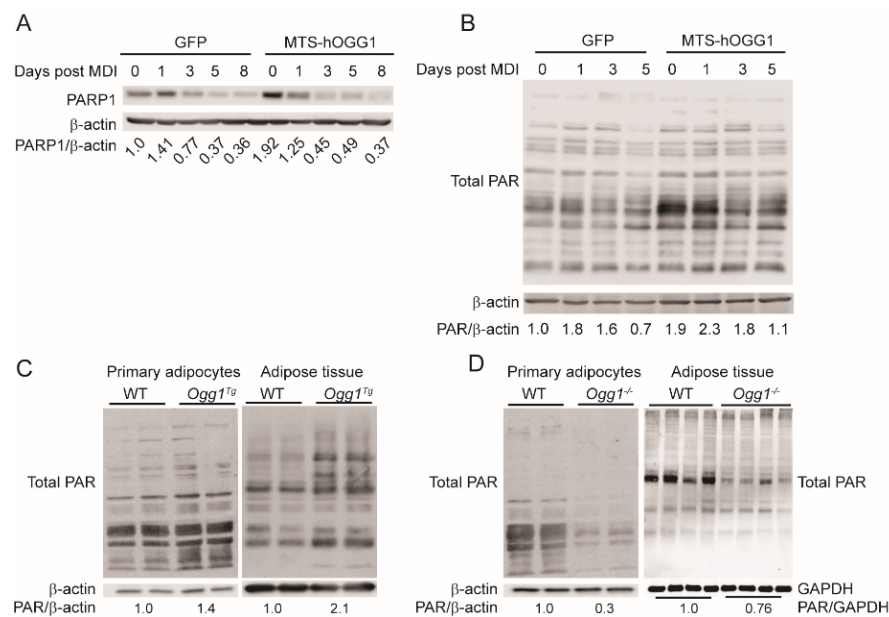 A
GFP MTS-hOGG1
Days post MDI 0 1 3 5 8 0 1 3 5 8
PARP1
β-actin
PARP1/β-actin 1.0 1.41 0.77 0.37 0.36 1.92 1.25 0.45 0.49 0.37
B
GFP MTS-hOGG1
Days post MDI 0 1 3 5 0 1 3 5
Total PAR
β-actin
PAR/β-actin 1.0 1.8 1.6 0.7 1.9 2.3 1.8 1.1
C
Primary adipocytes Adipose tissue
WT Ogg1Tg WT Ogg1Tg
Total PAR
β-actin
PAR/β-actin 1.0 1.4 1.0 2.1
D
Primary adipocytes Adipose tissue
WT Ogg1-/- WT Ogg1-/-
Total PAR Total PAR
β-actin GAPDH
PAR/β-actin 1.0 0.3 1.0 0.76 PAR/GAPDH